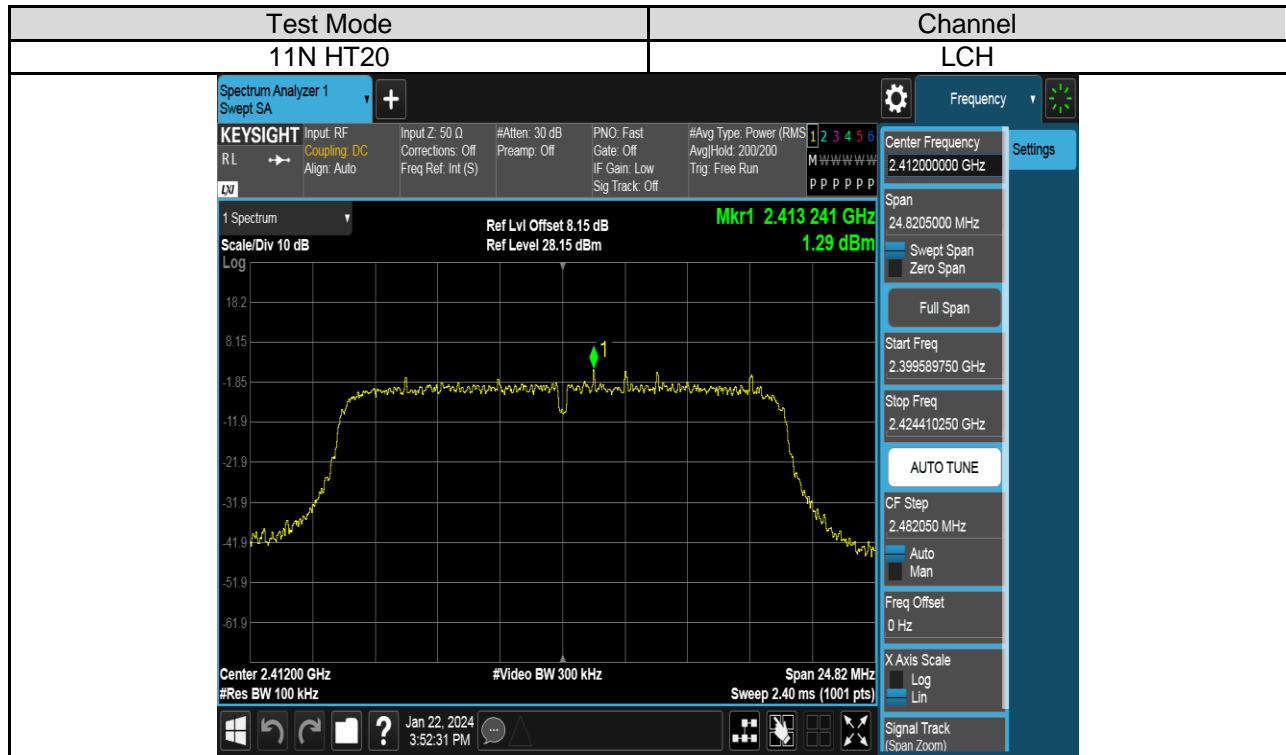 Test Mode Channel
11N HT20 LCH
Spectrum Analyzer 1
Swept SA
+
Frequency
KEYSIGHT
RL
LXI
Input: RF
Coupling: DC
Align: Auto
Input Z: 50 Ω
Corrections: Off
Freq Ref: Int (S)
#Atten: 30 dB
Preamp: Off
PNO: Fast
Gate: Off
IF Gain: Low
Sig Track: Off
#Avg Type: Power (RMS
Avg|Hold: 200/200
Trig: Free Run
1 2 3 4 5 6
M W W W W W
P P P P P P
1 Spectrum
Scale/Div 10 dB
Log
Ref Lvl Offset 8.15 dB
Ref Level 28.15 dBm
Mkr1 2.413 241 GHz
1.29 dBm
18.2
8.15
-1.85
-11.9
-21.9
-31.9
-41.9
-51.9
-61.9
1
Center 2.41200 GHz
#Res BW 100 kHz
#Video BW 300 kHz
Span 24.82 MHz
Sweep 2.40 ms (1001 pts)
?
Jan 22, 2024
3:52:31 PM
Center Frequency
2.412000000 GHz
Settings
Span
24.8205000 MHz
Swept Span
Zero Span
Full Span
Start Freq
2.399589750 GHz
Stop Freq
2.424410250 GHz
AUTO TUNE
CF Step
2.482050 MHz
Auto
Man
Freq Offset
0 Hz
X Axis Scale
Log
Lin
Signal Track
(Span Zoom)